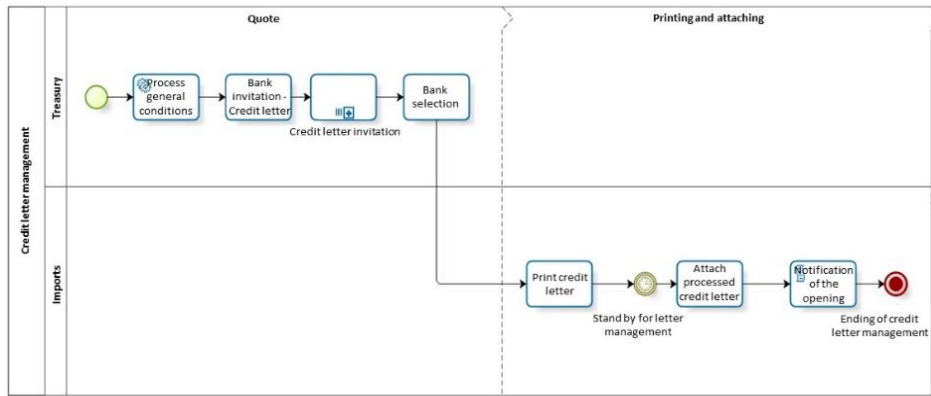 Quote
Printing and attaching
Credit letter management
Treasury
Process
general
conditions
Bank
invitation -
Credit letter
Credit letter invitation
Bank
selection
Imports
Print credit
letter
Stand by for letter
management
Attach
processed
credit letter
Notification
of the
opening
Ending of credit
letter management